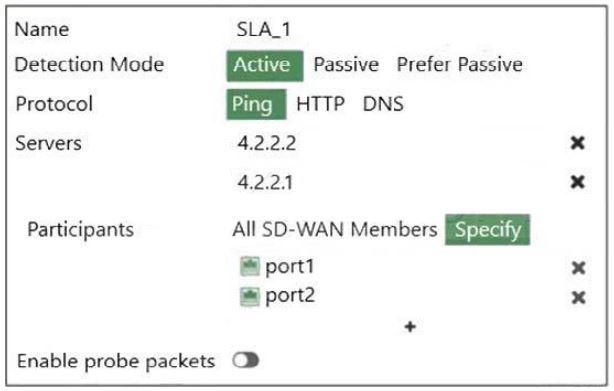 Name SLA_1
Detection Mode Active Passive Prefer Passive
Protocol Ping HTTP DNS
Servers 4.2.2.2
4.2.2.1
Participants All SD-WAN Members Specify
port1
port2
Enable probe packets